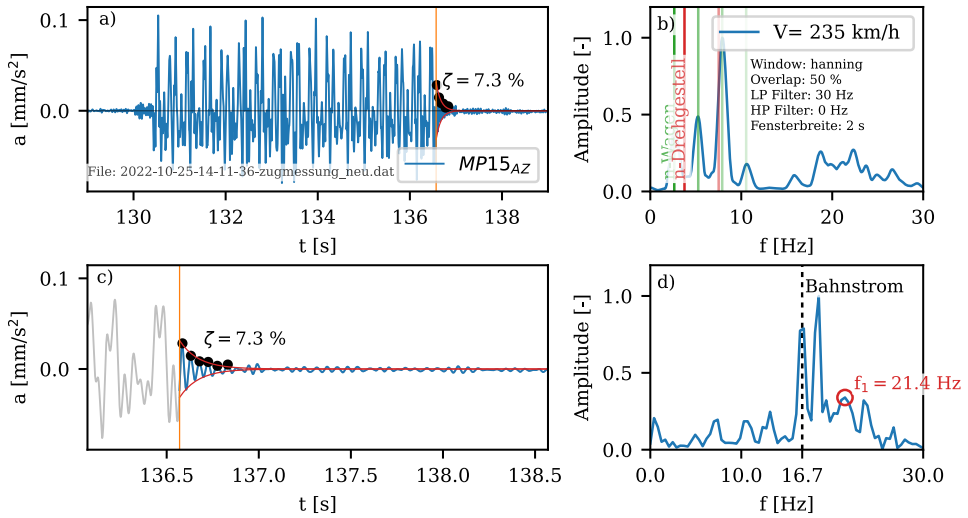 a)
a [mm/s²]
0.1
0.0
ζ = 7.3 %
File: 2022-10-25-14-11-36-zugmessung_neu.dat
MP15_AZ
130
132
134
136
138
t [s]
b)
Amplitude [-]
1.0
0.5
0.0
V= 235 km/h
Window: hanning
Overlap: 50 %
LP Filter: 30 Hz
HP Filter: 0 Hz
Fensterbreite: 2 s
n-Wagen
n-Drehgestell
0
10
20
30
f [Hz]
c)
a [mm/s²]
0.1
0.0
ζ = 7.3 %
136.5
137.0
137.5
138.0
138.5
t [s]
d)
Amplitude [-]
1.0
0.5
0.0
Bahnstrom
f₁ = 21.4 Hz
0.0
10.0
16.7
30.0
f [Hz]